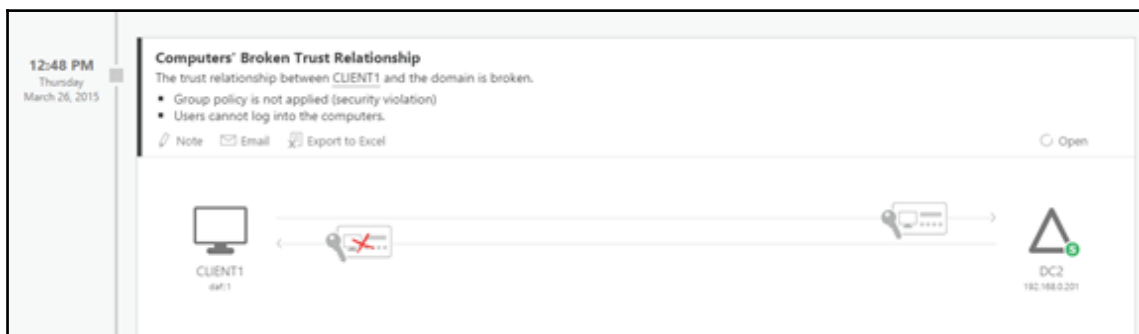 12:48 PM
Thursday
March 26, 2015
Computers' Broken Trust Relationship
The trust relationship between CLIENT1 and the domain is broken.
Group policy is not applied (security violation)
Users cannot log into the computers.
Note Email Export to Excel Open
CLIENT1
daf;1
DC2
192.168.0.201
S